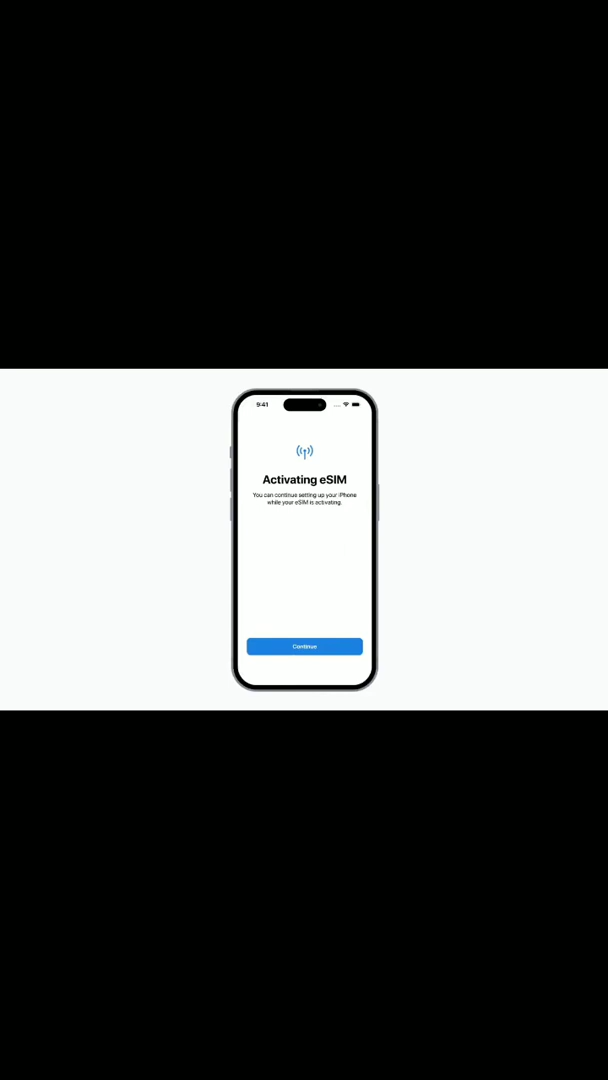 9:41
Activating eSIM
You can continue setting up your iPhone
while your eSIM is activating.
Continue